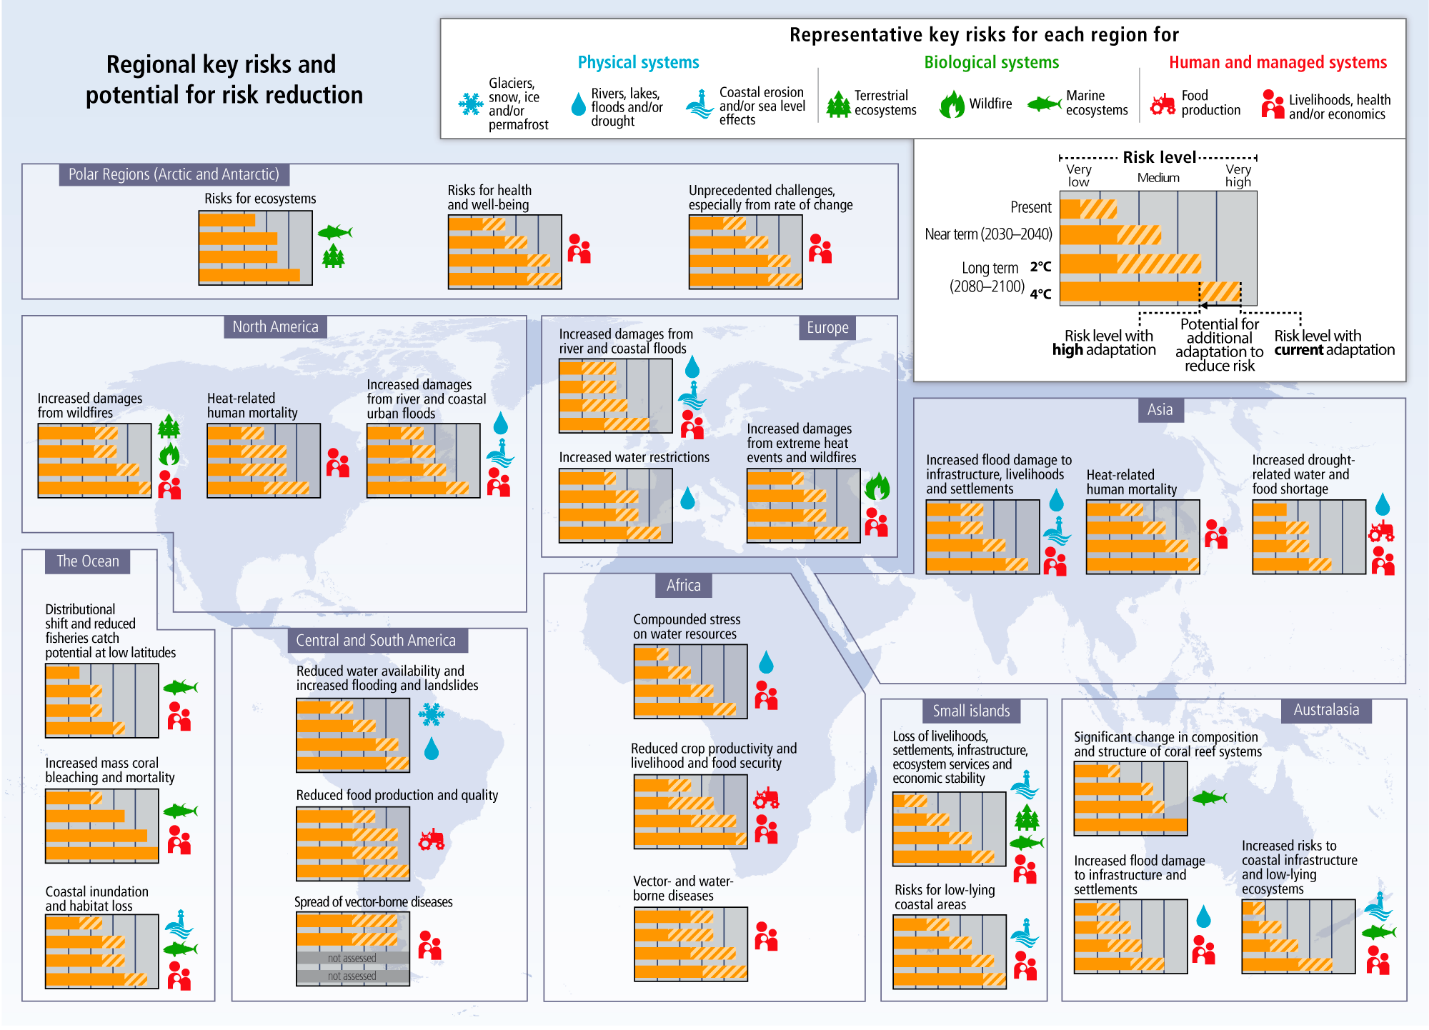 Regional key risks and
potential for risk reduction
Representative key risks for each region for
Physical systems
Biological systems
Human and managed systems
Glaciers,
snow, ice
and/or
permafrost
Rivers, lakes,
floods and/or
drought
Coastal erosion
and/or sea level
effects
Terrestrial
ecosystems
Wildfire
Marine
ecosystems
Food
production
Livelihoods, health
and/or economics
Risk level
Very
low
Medium
Very
high
Present
Near term (2030–2040)
Long term
(2080–2100)
2°C
4°C
Risk level with
high adaptation
Potential for
additional
adaptation to
reduce risk
Risk level with
current adaptation
Polar Regions (Arctic and Antarctic)
Risks for ecosystems
Risks for health
and well-being
Unprecedented challenges,
especially from rate of change
North America
Increased damages
from wildfires
Heat-related
human mortality
Increased damages
from river and coastal
urban floods
Europe
Increased damages from
river and coastal floods
Increased water restrictions
Increased damages
from extreme heat
events and wildfires
Asia
Increased flood damage to
infrastructure, livelihoods
and settlements
Heat-related
human mortality
Increased drought-
related water and
food shortage
The Ocean
Distributional
shift and reduced
fisheries catch
potential at low latitudes
Increased mass coral
bleaching and mortality
Coastal inundation
and habitat loss
Central and South America
Reduced water availability and
increased flooding and landslides
Reduced food production and quality
Spread of vector-borne diseases
not assessed
not assessed
Africa
Compounded stress
on water resources
Reduced crop productivity and
livelihood and food security
Vector- and water-
borne diseases
Small islands
Loss of livelihoods,
settlements, infrastructure,
ecosystem services and
economic stability
Risks for low-lying
coastal areas
Australasia
Significant change in composition
and structure of coral reef systems
Increased flood damage
to infrastructure and
settlements
Increased risks to
coastal infrastructure
and low-lying
ecosystems